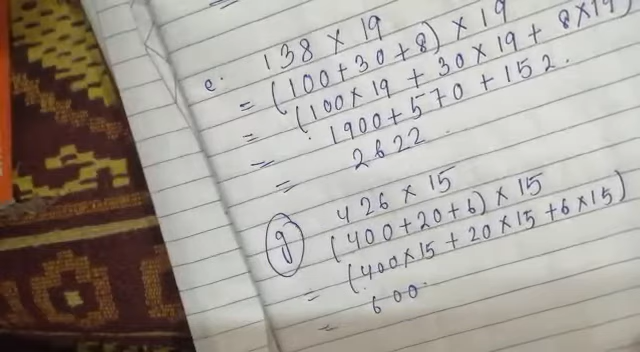 e. 138 × 19
= (100+30+8) × 19
= (100×19 + 30×19 + 8×19)
= 1900+570+152.
= 2622.
g 426 × 15
(400+20+6) × 15
= (400×15 + 20×15 + 6×15)
= 600.